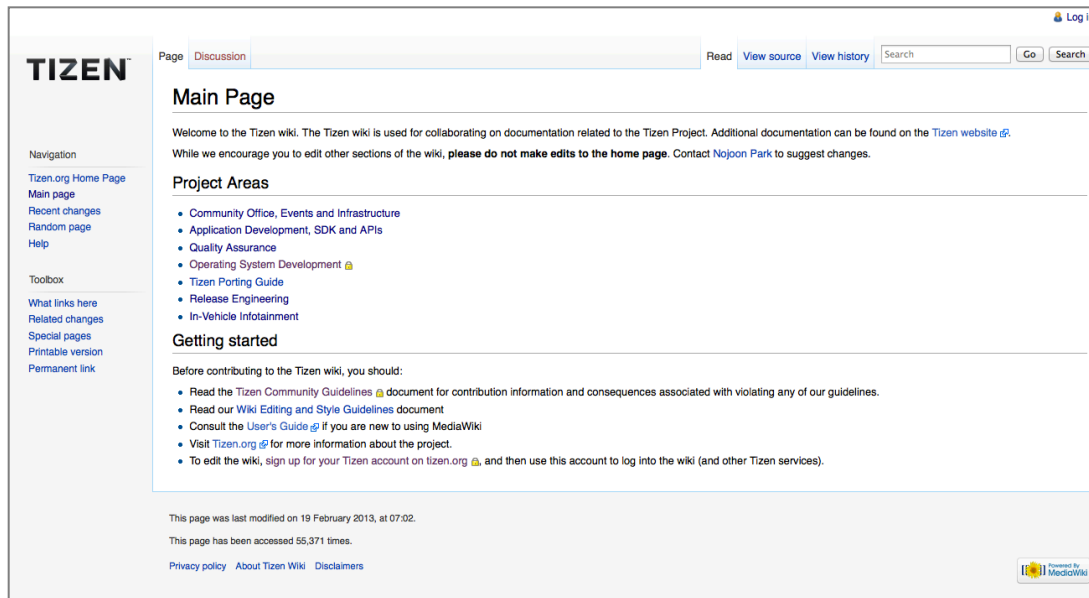 Log i
TIZEN™
Page Discussion Read View source View history Search Go Search
Main Page
Welcome to the Tizen wiki. The Tizen wiki is used for collaborating on documentation related to the Tizen Project. Additional documentation can be found on the Tizen website.
While we encourage you to edit other sections of the wiki, please do not make edits to the home page. Contact Nojoon Park to suggest changes.
Navigation
Tizen.org Home Page
Main page
Recent changes
Random page
Help
Toolbox
What links here
Related changes
Special pages
Printable version
Permanent link
Project Areas
• Community Office, Events and Infrastructure
• Application Development, SDK and APIs
• Quality Assurance
• Operating System Development
• Tizen Porting Guide
• Release Engineering
• In-Vehicle Infotainment
Getting started
Before contributing to the Tizen wiki, you should:
• Read the Tizen Community Guidelines document for contribution information and consequences associated with violating any of our guidelines.
• Read our Wiki Editing and Style Guidelines document
• Consult the User's Guide if you are new to using MediaWiki
• Visit Tizen.org for more information about the project.
• To edit the wiki, sign up for your Tizen account on tizen.org, and then use this account to log into the wiki (and other Tizen services).
This page was last modified on 19 February 2013, at 07:02.
This page has been accessed 55,371 times.
Privacy policy About Tizen Wiki Disclaimers
Powered By
MediaWiki